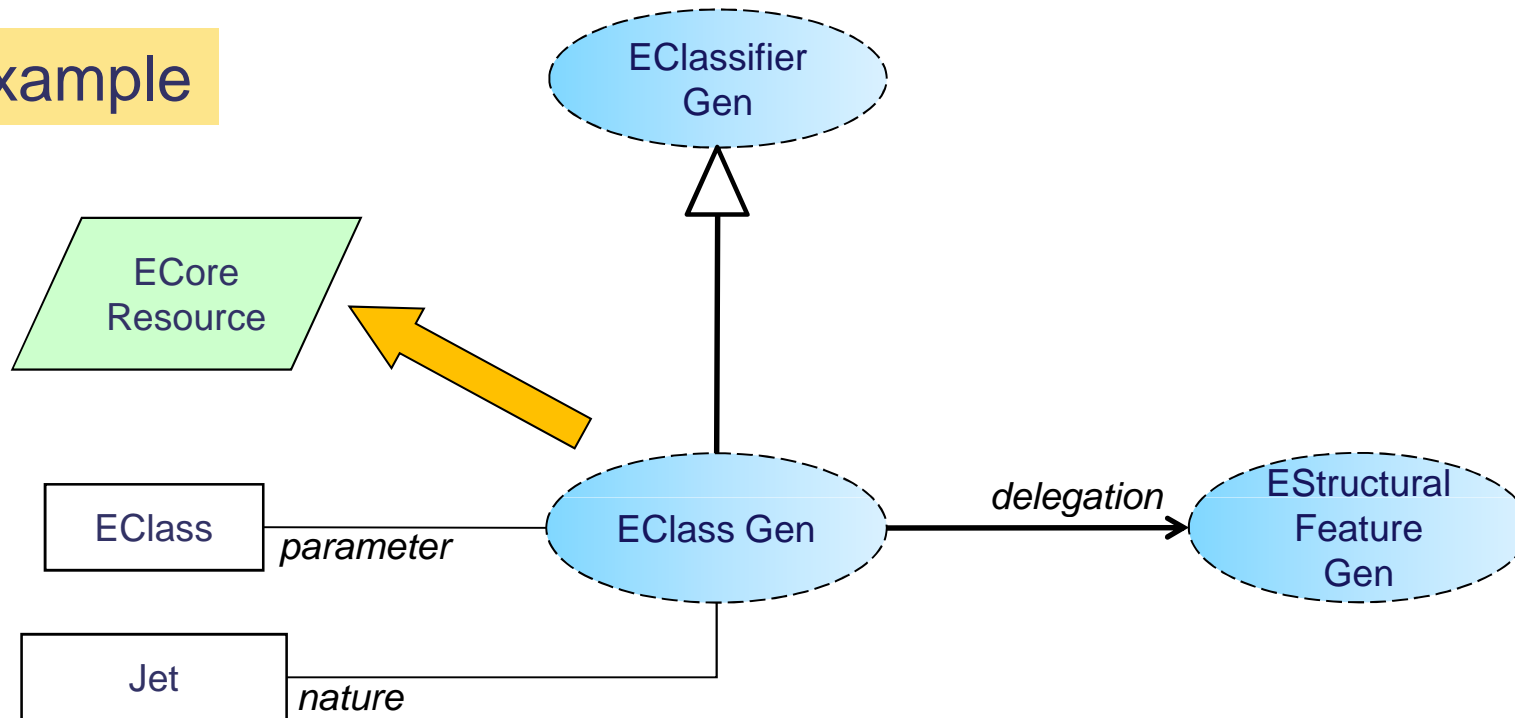 xample
EClassifier
Gen
ECore
Resource
EClass
parameter
EClass Gen
delegation
EStructural
Feature
Gen
Jet
nature